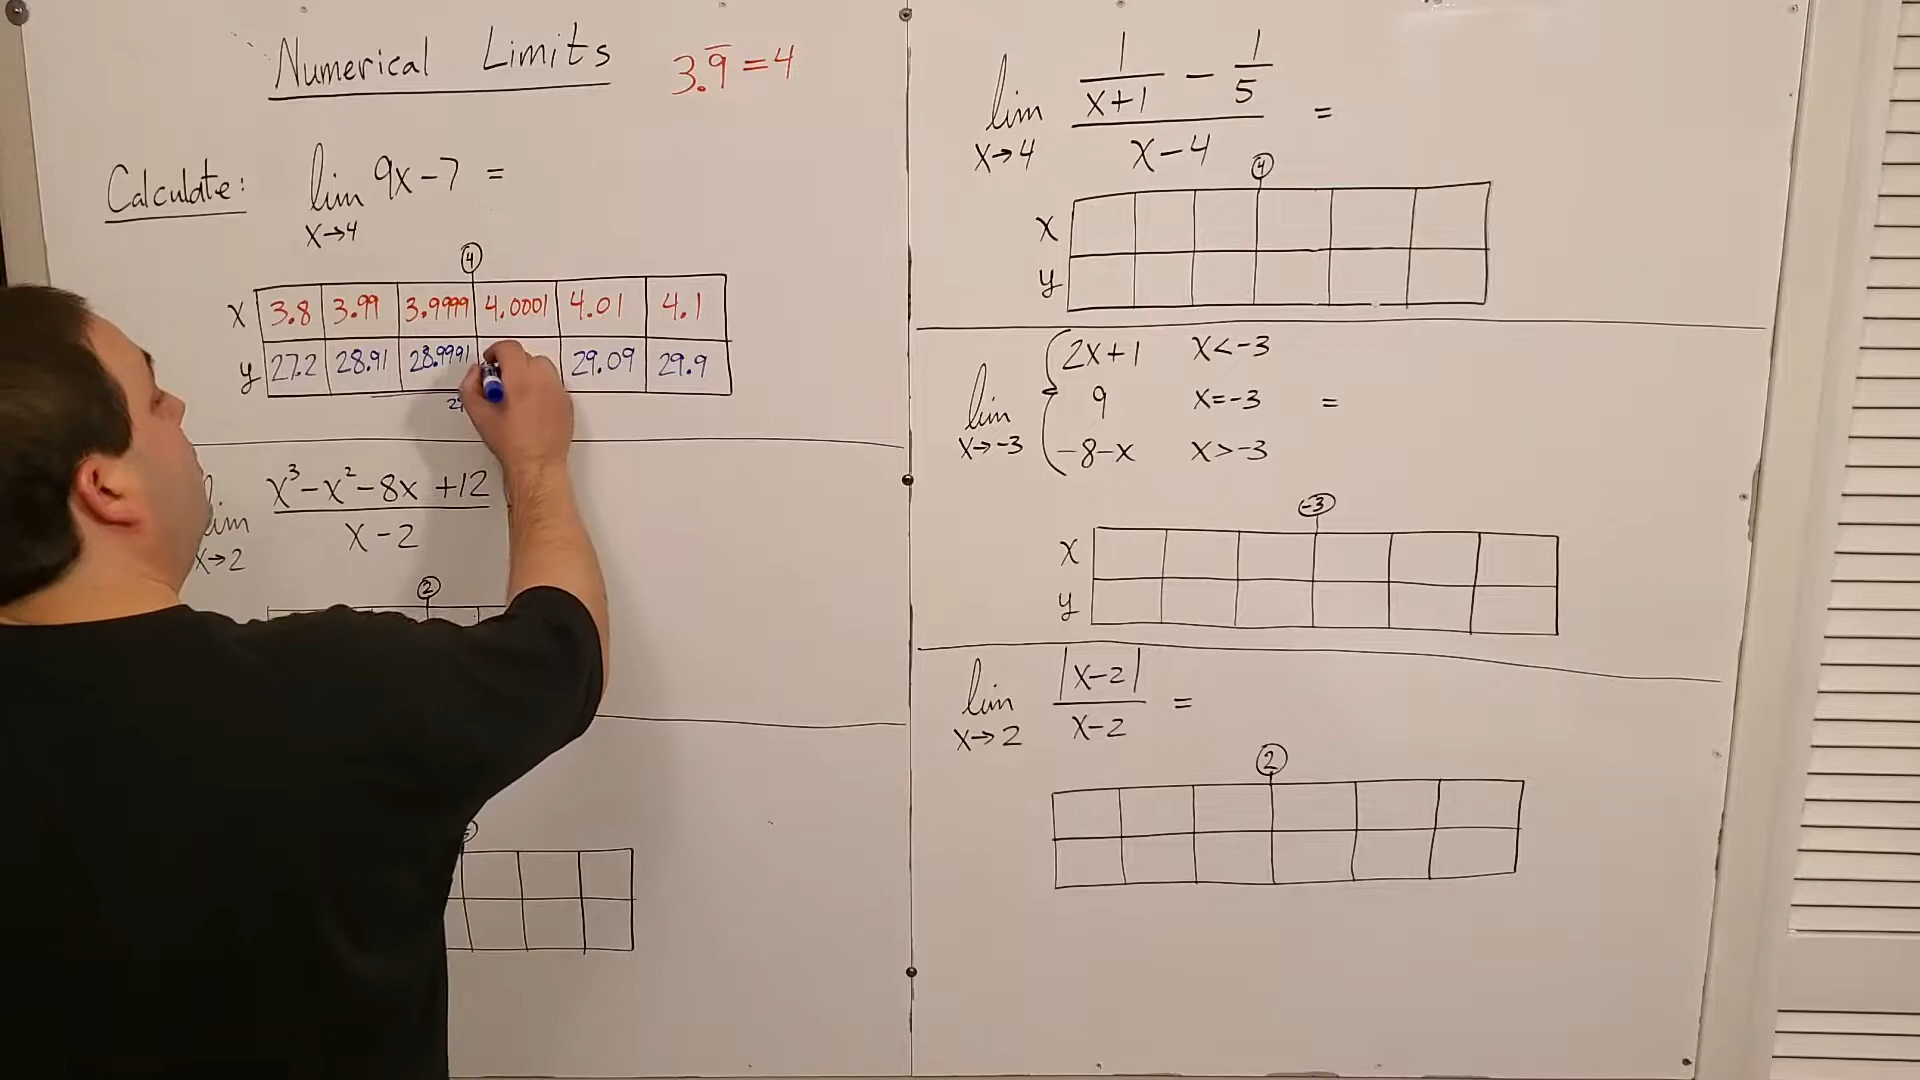 Numerical Limits
3.9̅ = 4
Calculate: lim 9x-7 =
x→4
4
x 3.8 3.99 3.9999 4.0001 4.01 4.1
y 27.2 28.91 28.9991 29.09 29.9
lim x³-x²-8x+12
x→2 x-2
2
lim 1/(x+1) - 1/5 =
x→4 x-4
4
x
y
2x+1 x<-3
lim 9 x=-3 =
x→-3
-8-x x>-3
-3
x
y
lim |x-2| =
x→2 x-2
2